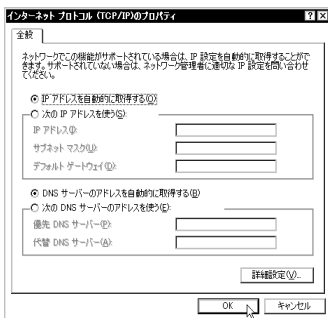 インターネット プロトコル (TCP/IP)のプロパティ
全般
ネットワークでこの機能がサポートされている場合は、IP 設定を自動的に取得することがで
きます。サポートされていない場合は、ネットワーク管理者に適切な IP 設定を問い合わせ
てください。
IP アドレスを自動的に取得する(O)
次の IP アドレスを使う(S):
IP アドレス(I):
サブネット マスク(U):
デフォルト ゲートウェイ(D):
DNS サーバーのアドレスを自動的に取得する(B)
次の DNS サーバーのアドレスを使う(E):
優先 DNS サーバー(P):
代替 DNS サーバー(A):
詳細設定(V)...
OK
キャンセル